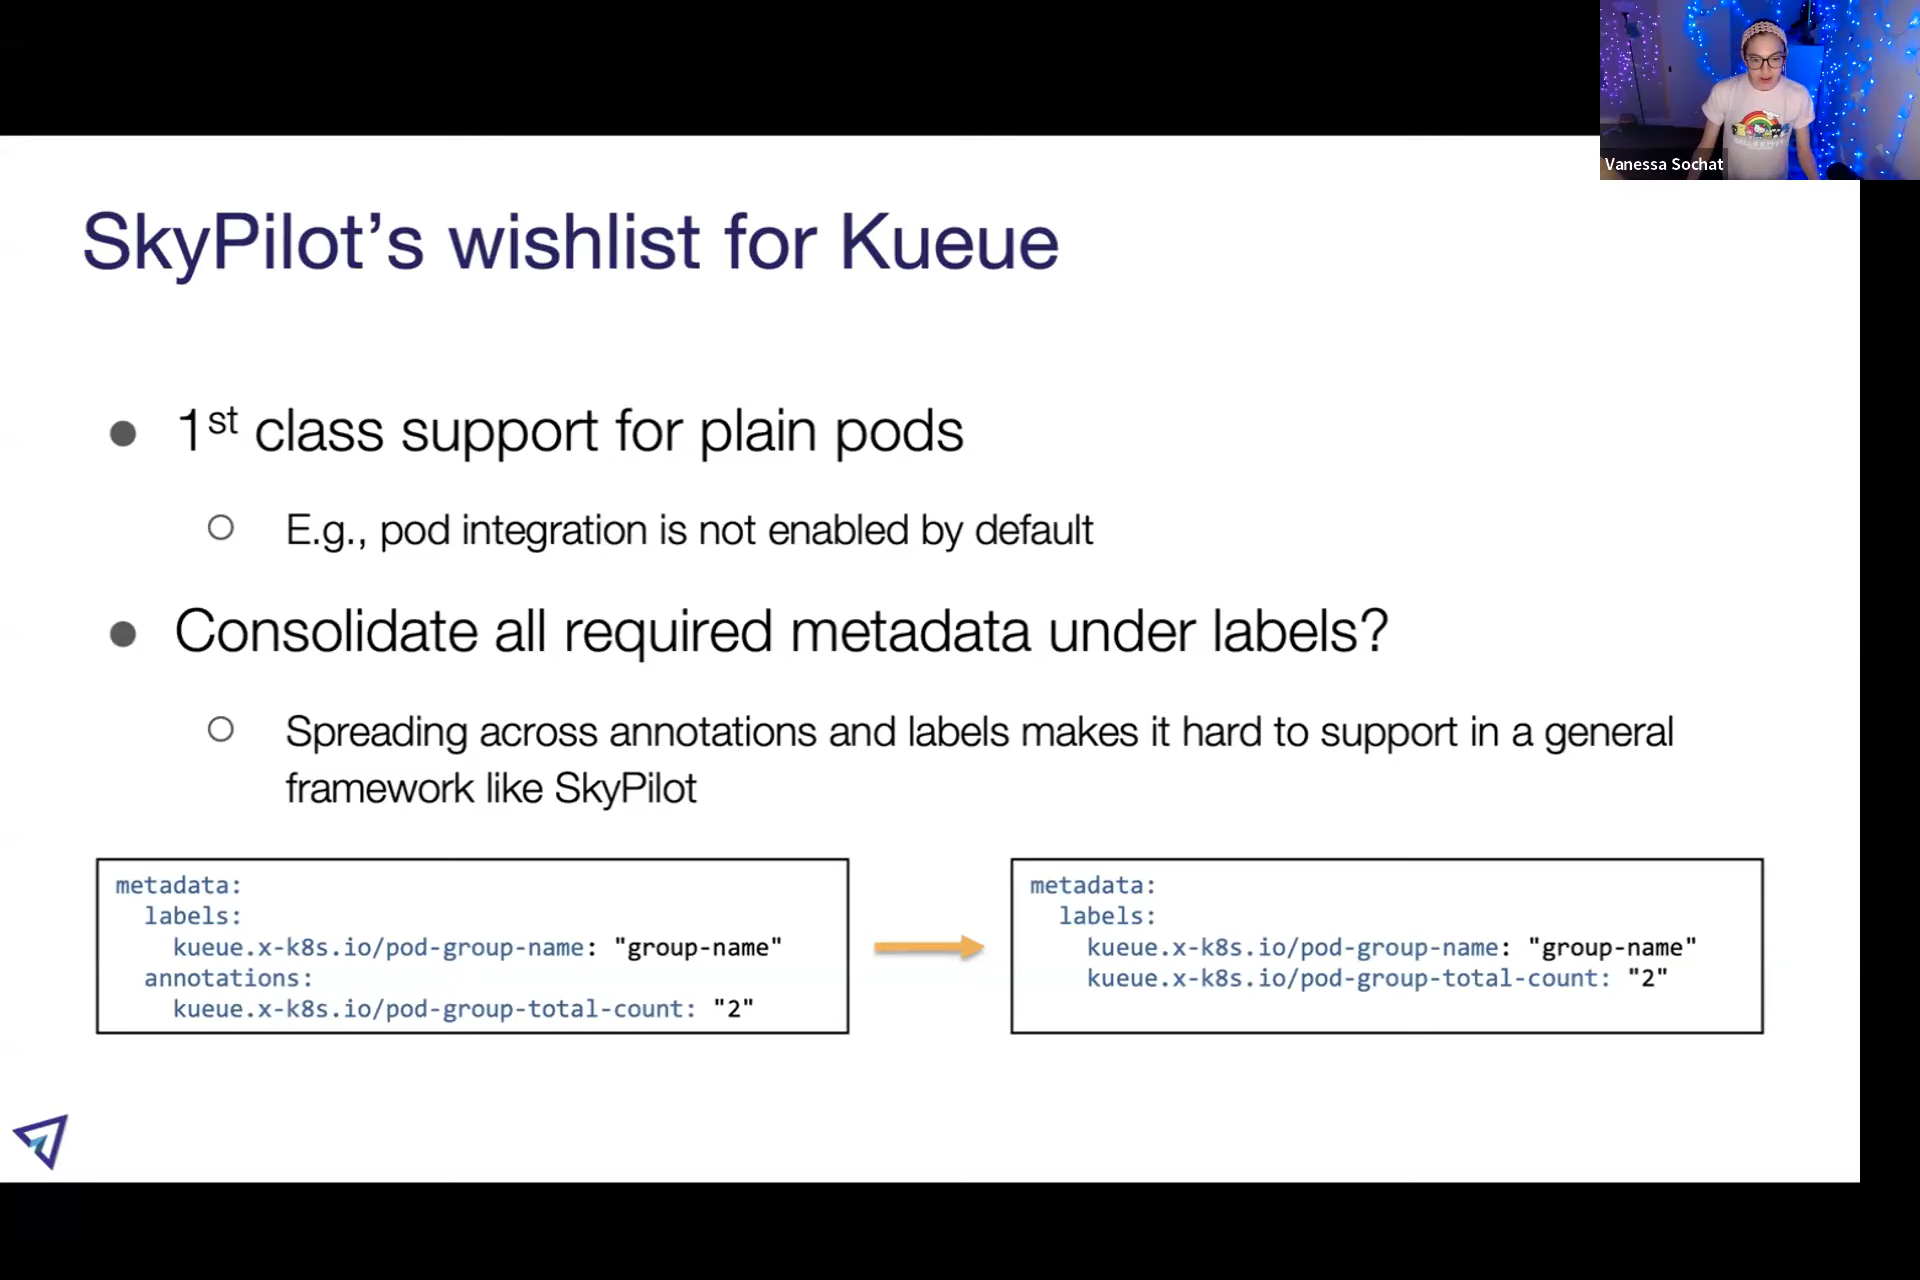 Vanessa Sochat
SkyPilot’s wishlist for Kueue
● 1st class support for plain pods
○ E.g., pod integration is not enabled by default
● Consolidate all required metadata under labels?
○ Spreading across annotations and labels makes it hard to support in a general
framework like SkyPilot
metadata:
  labels:
    kueue.x-k8s.io/pod-group-name: "group-name"
  annotations:
    kueue.x-k8s.io/pod-group-total-count: "2"
metadata:
  labels:
    kueue.x-k8s.io/pod-group-name: "group-name"
    kueue.x-k8s.io/pod-group-total-count: "2"